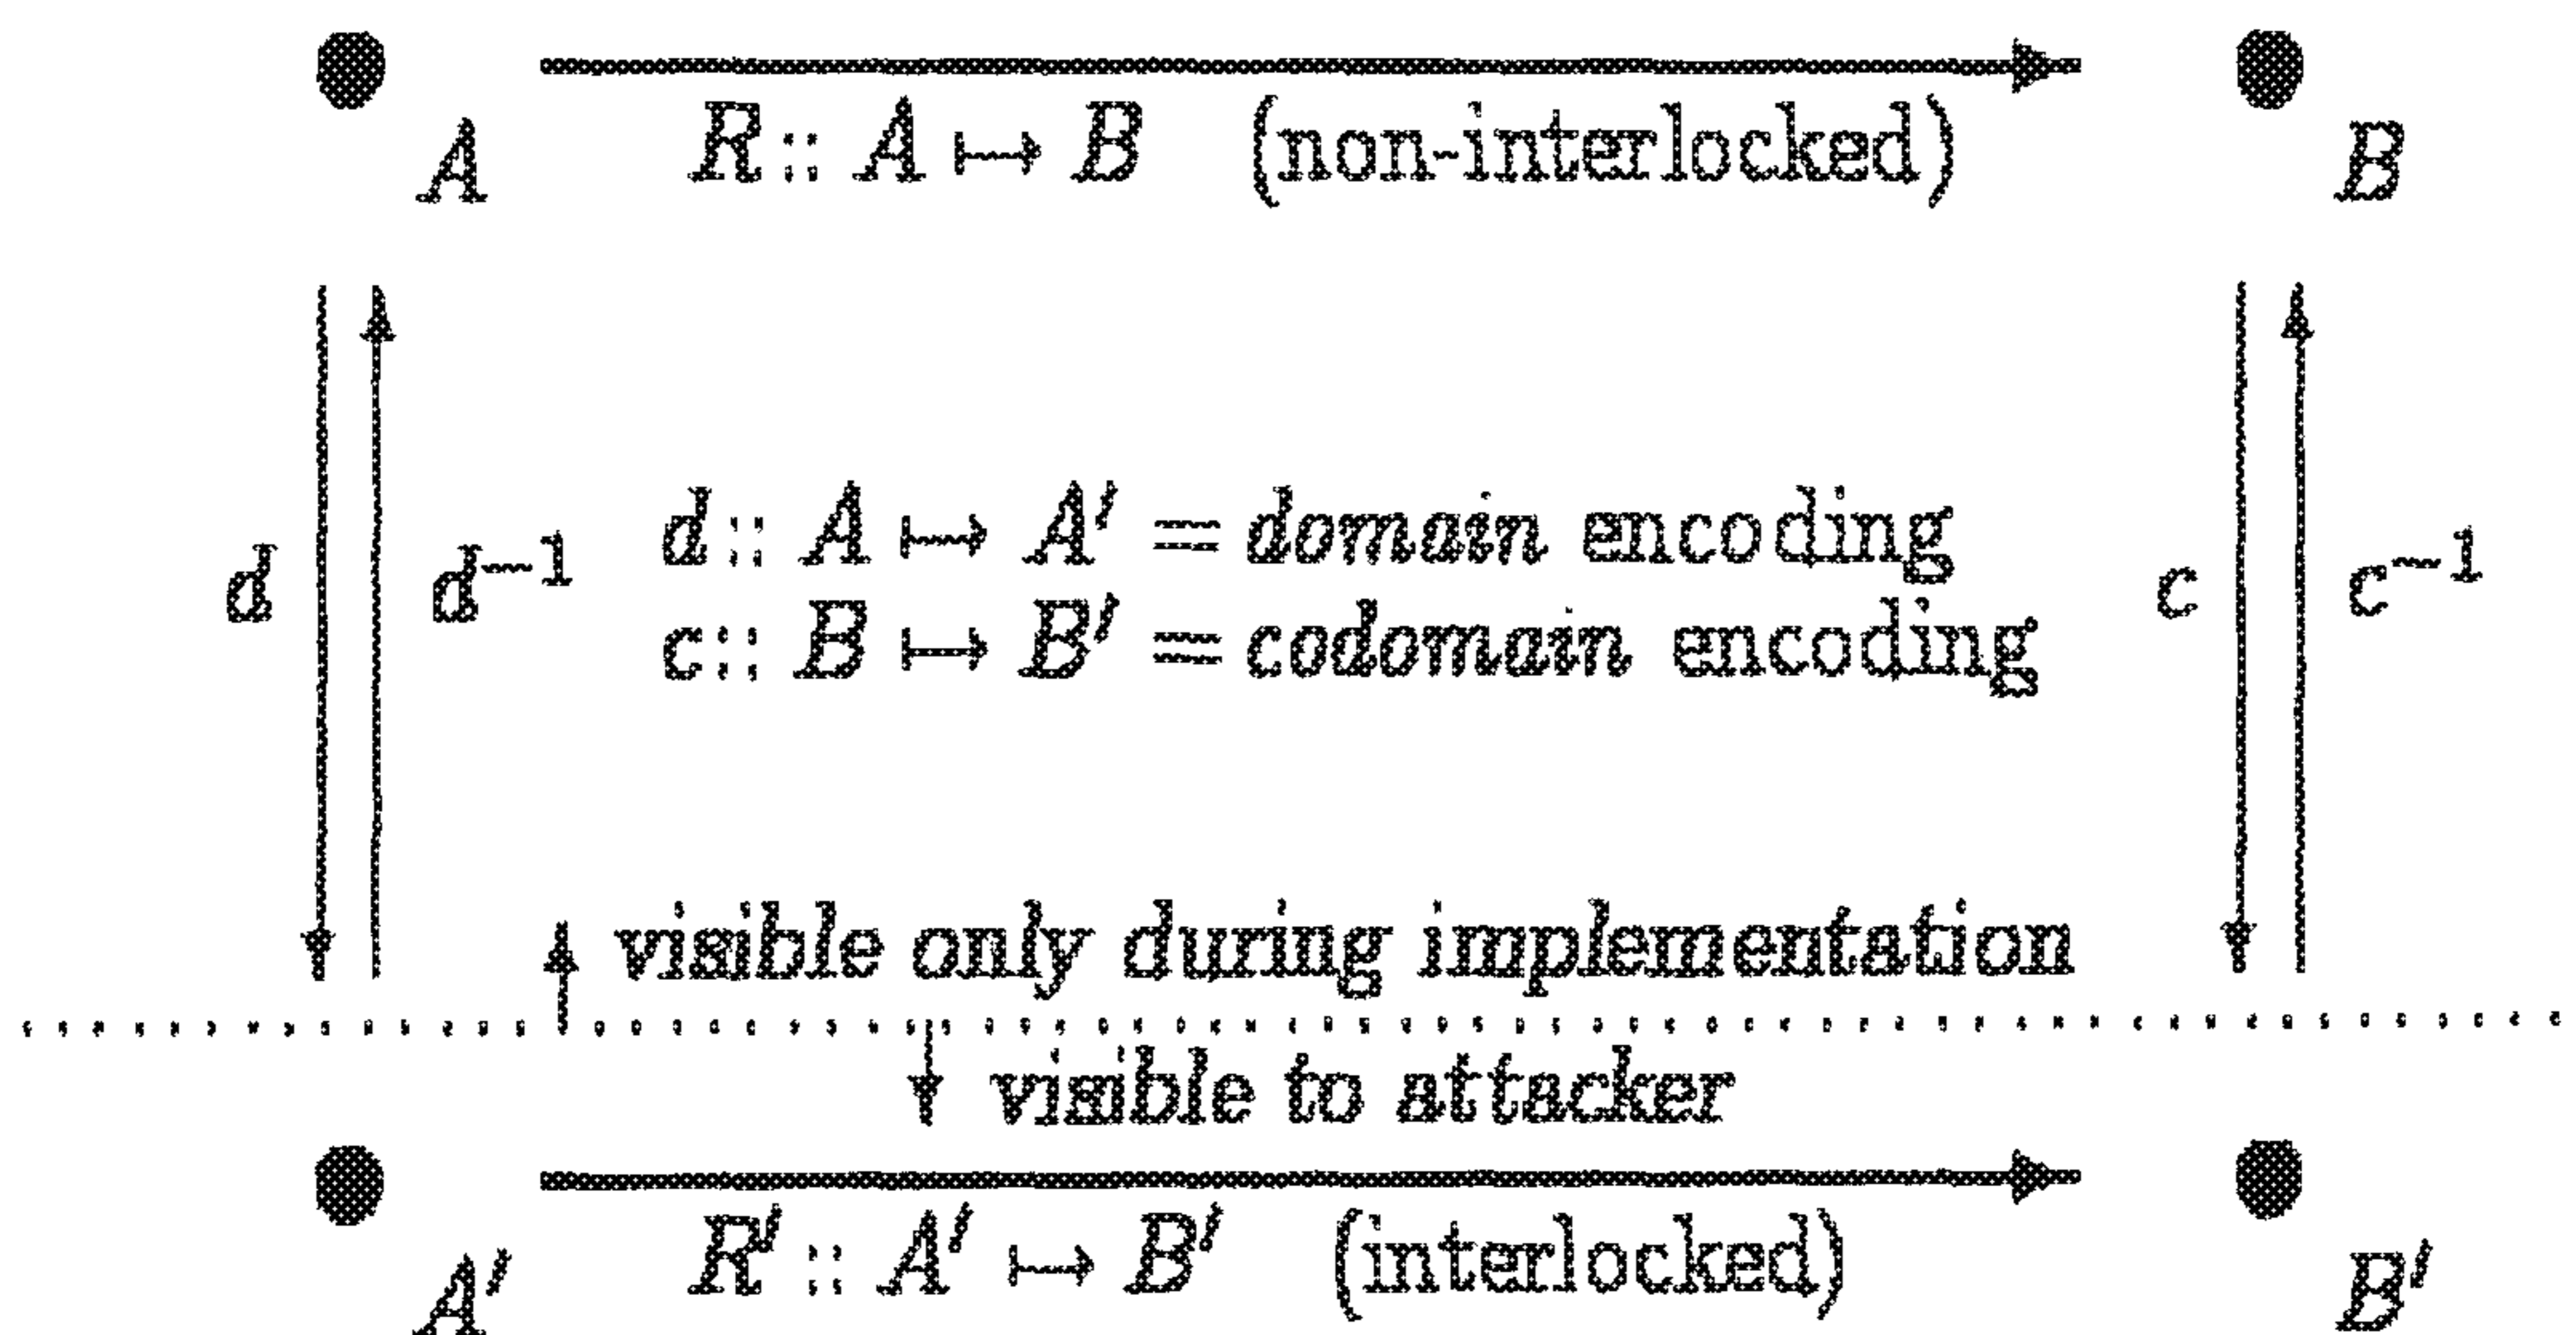 A R :: A ↦ B (non-interlocked) B
d d⁻¹ d :: A ↦ A′ = domain encoding c c⁻¹
c :: B ↦ B′ = codomain encoding
visible only during implementation
visible to attacker
A′ R′ :: A′ ↦ B′ (interlocked) B′